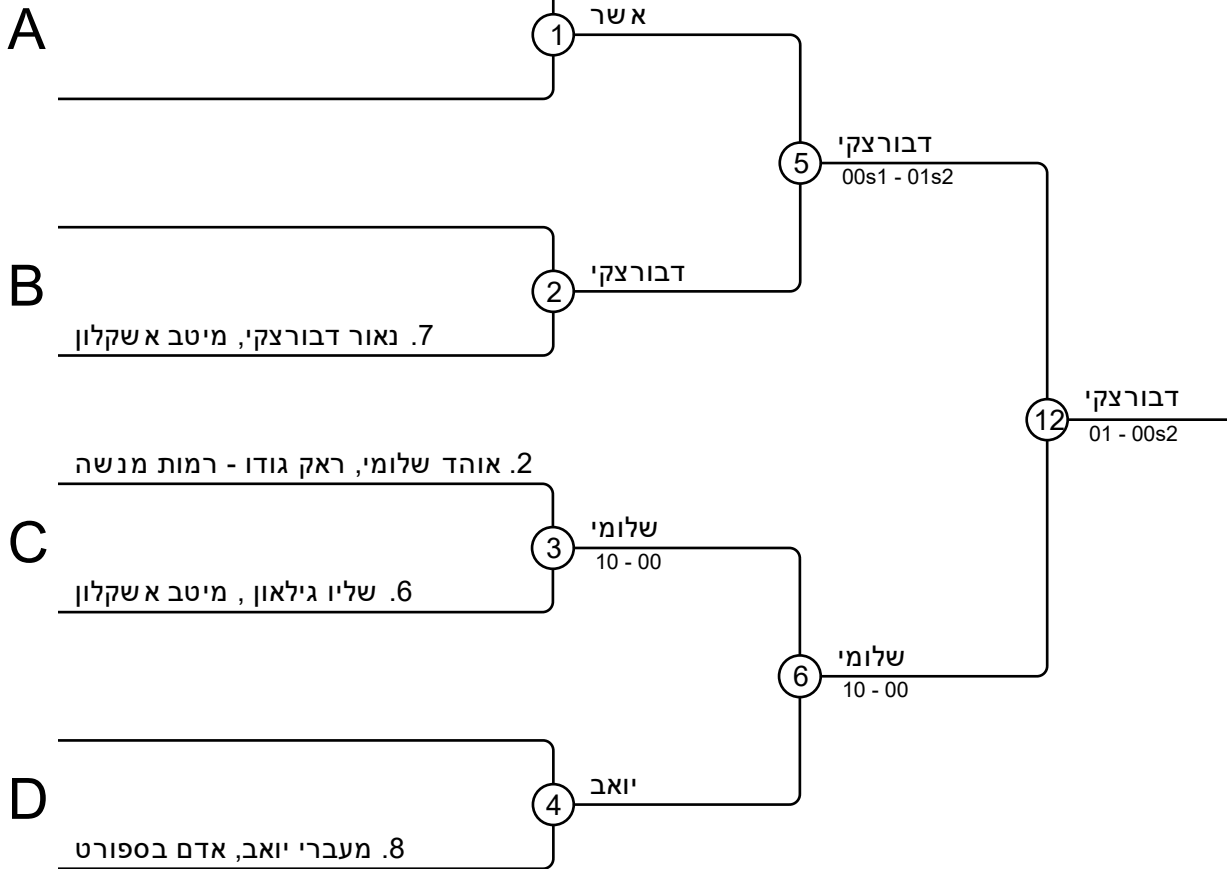 A
1
אשר
5
דבורצקי
00s1 - 01s2
B
2
דבורצקי
7. נאור דבורצקי, מיטב אשקלון
12
דבורצקי
01 - 00s2
2. אוהד שלומי, ראק גודו - רמות מנשה
C
3
שלומי
10 - 00
6. שליו גילאון , מיטב אשקלון
6
שלומי
10 - 00
D
4
יואב
8. מעברי יואב, אדם בספורט